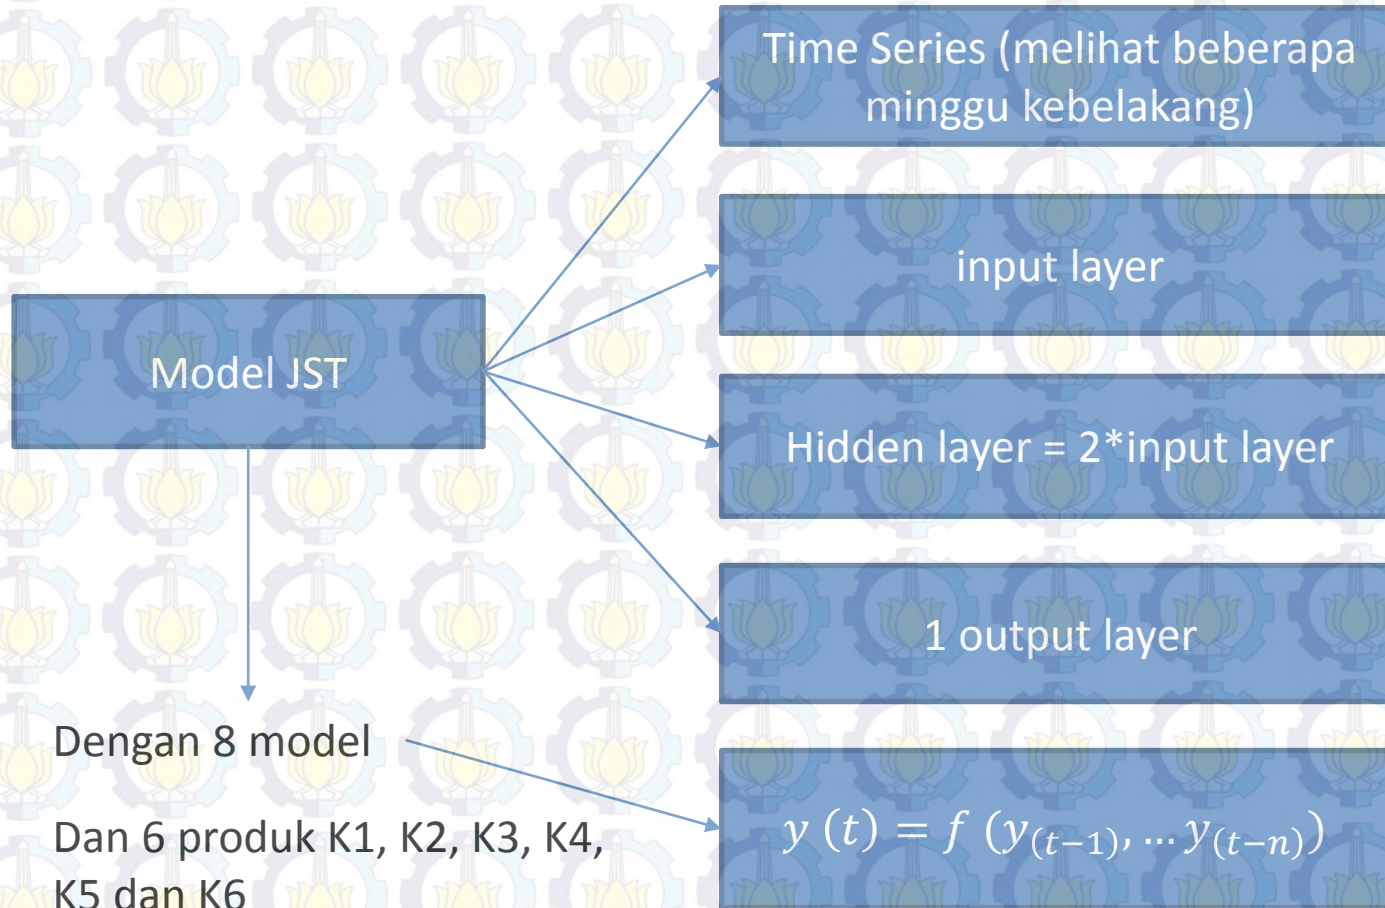 Time Series (melihat beberapa
minggu kebelakang)
input layer
Model JST
Hidden layer = 2*input layer
1 output layer
Dengan 8 model
y (t) = f (y₍ₜ₋₁₎, … y₍ₜ₋ₙ₎)
Dan 6 produk K1, K2, K3, K4,
K5 dan K6